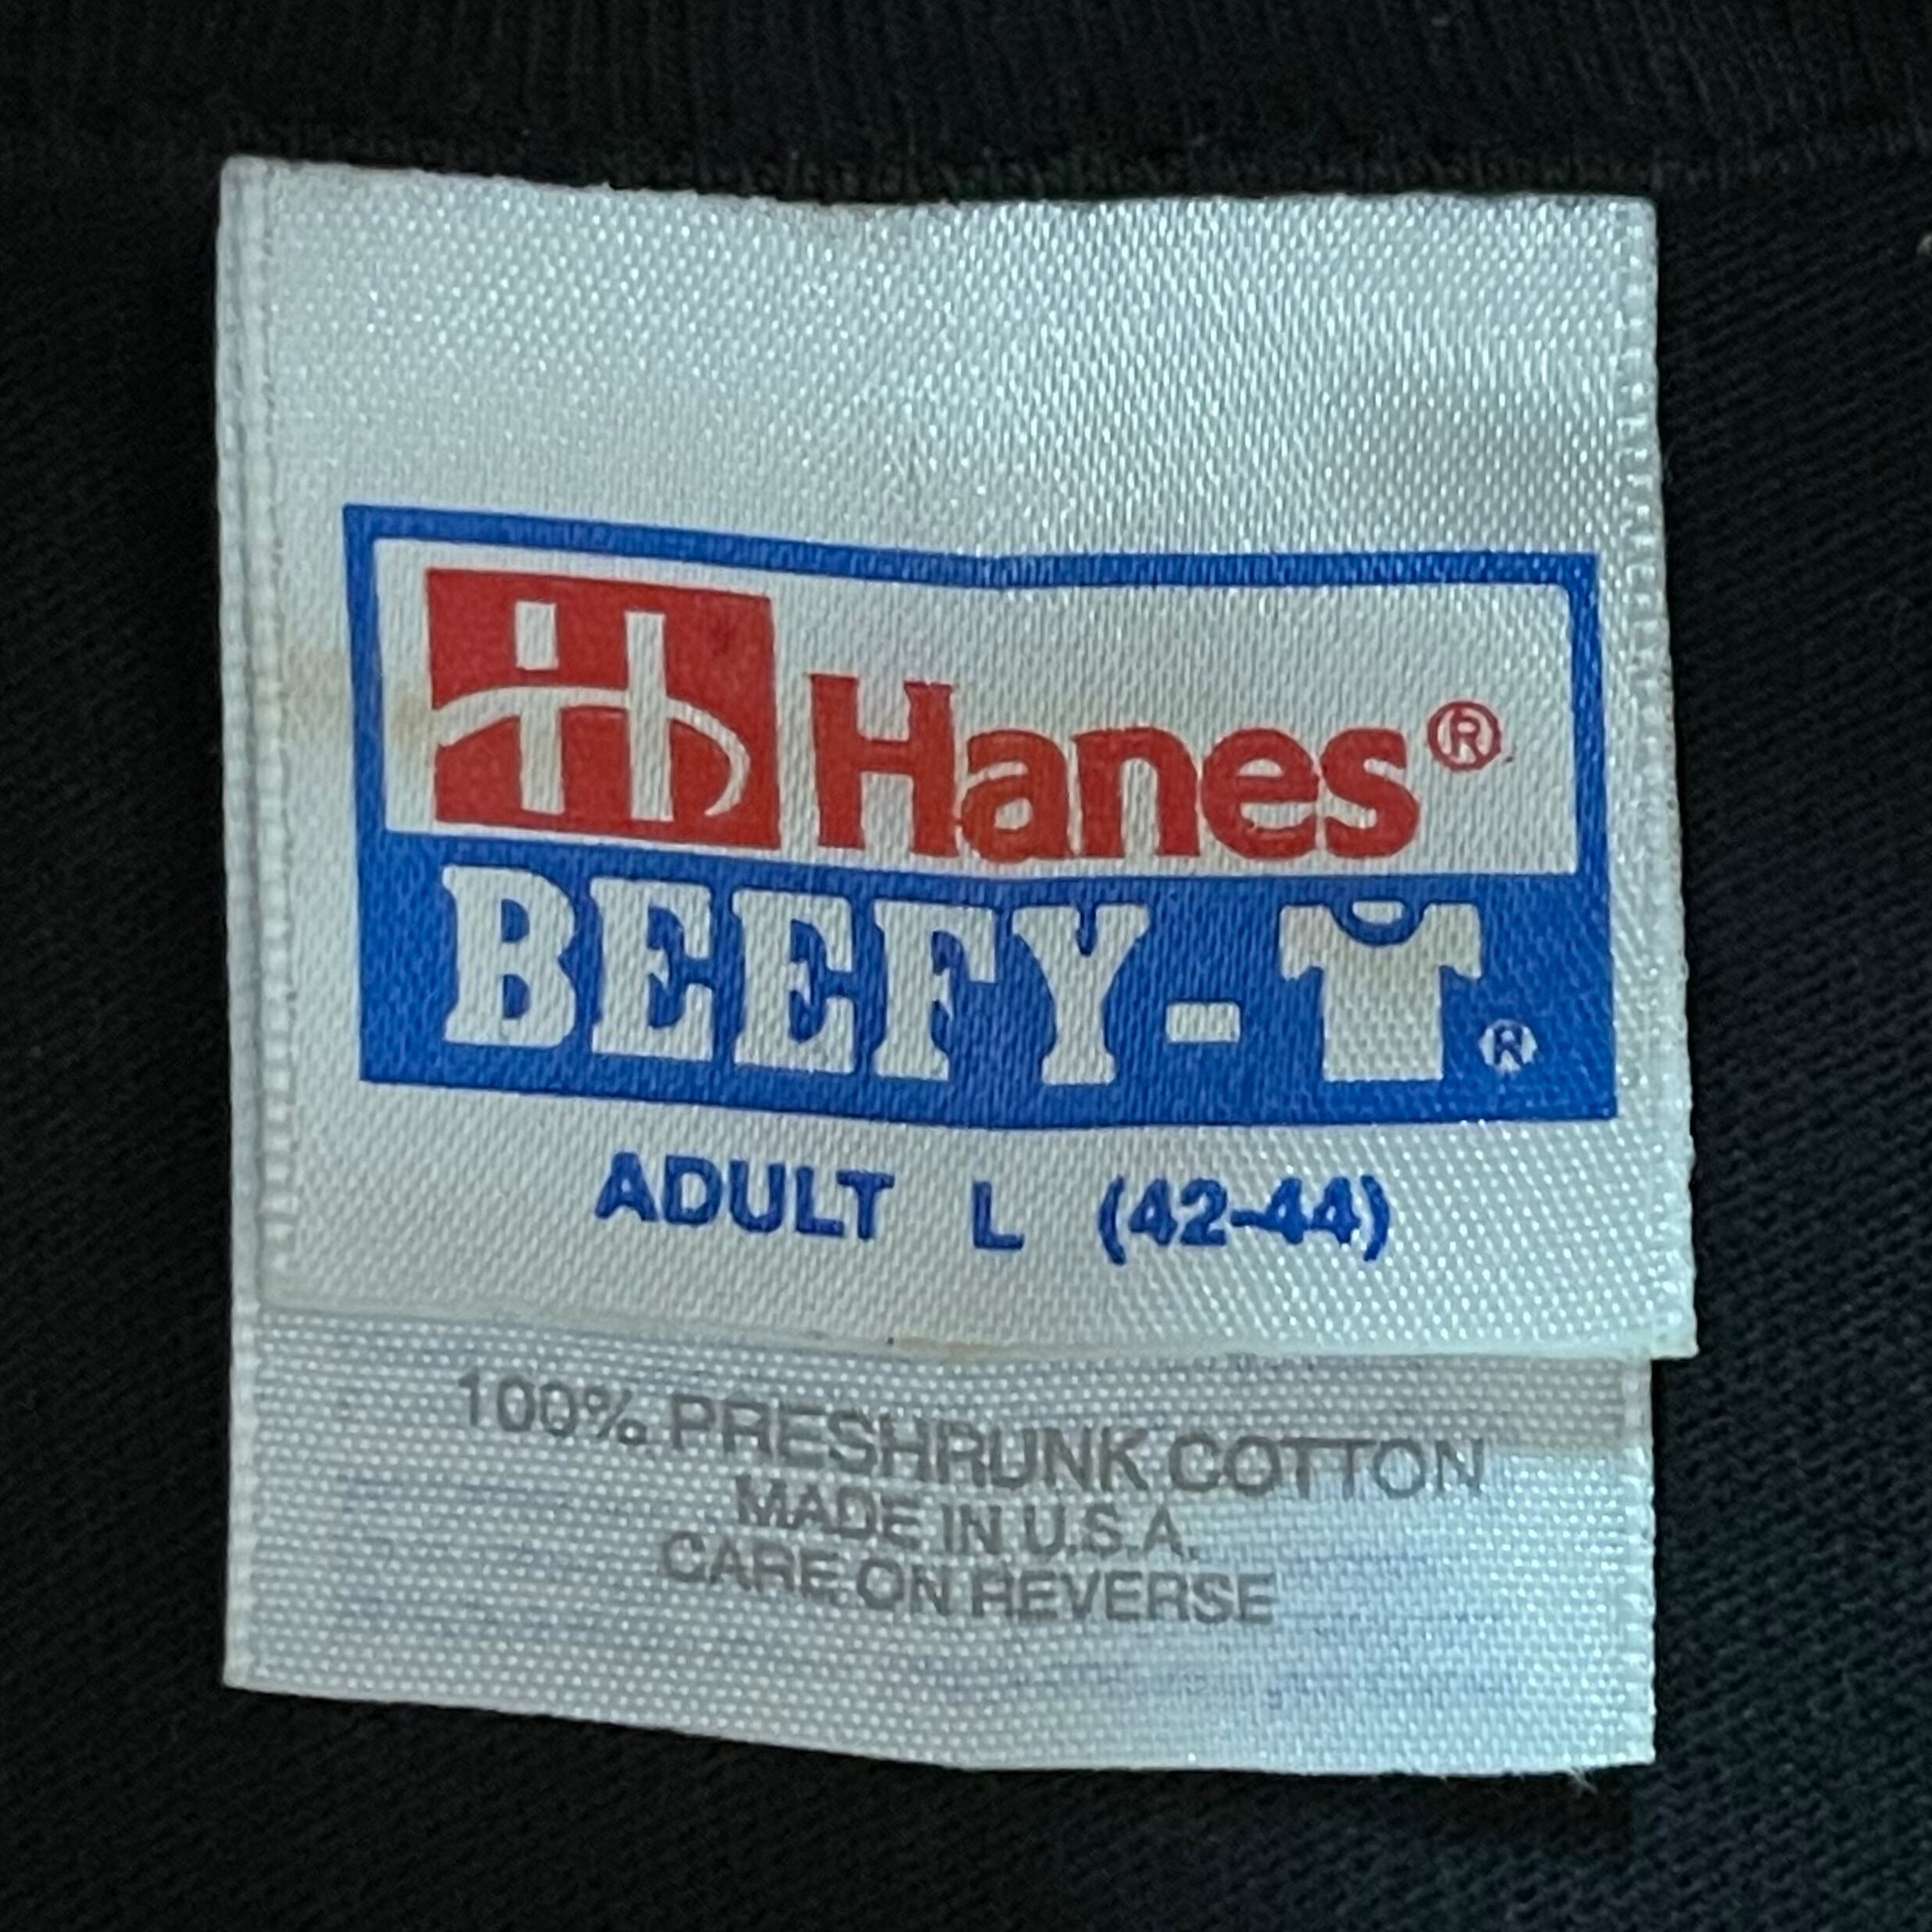 H Hanes®
BEEFY-T®
ADULT L (42-44)
100% PRESHRUNK COTTON
MADE IN U.S.A.
CARE ON REVERSE